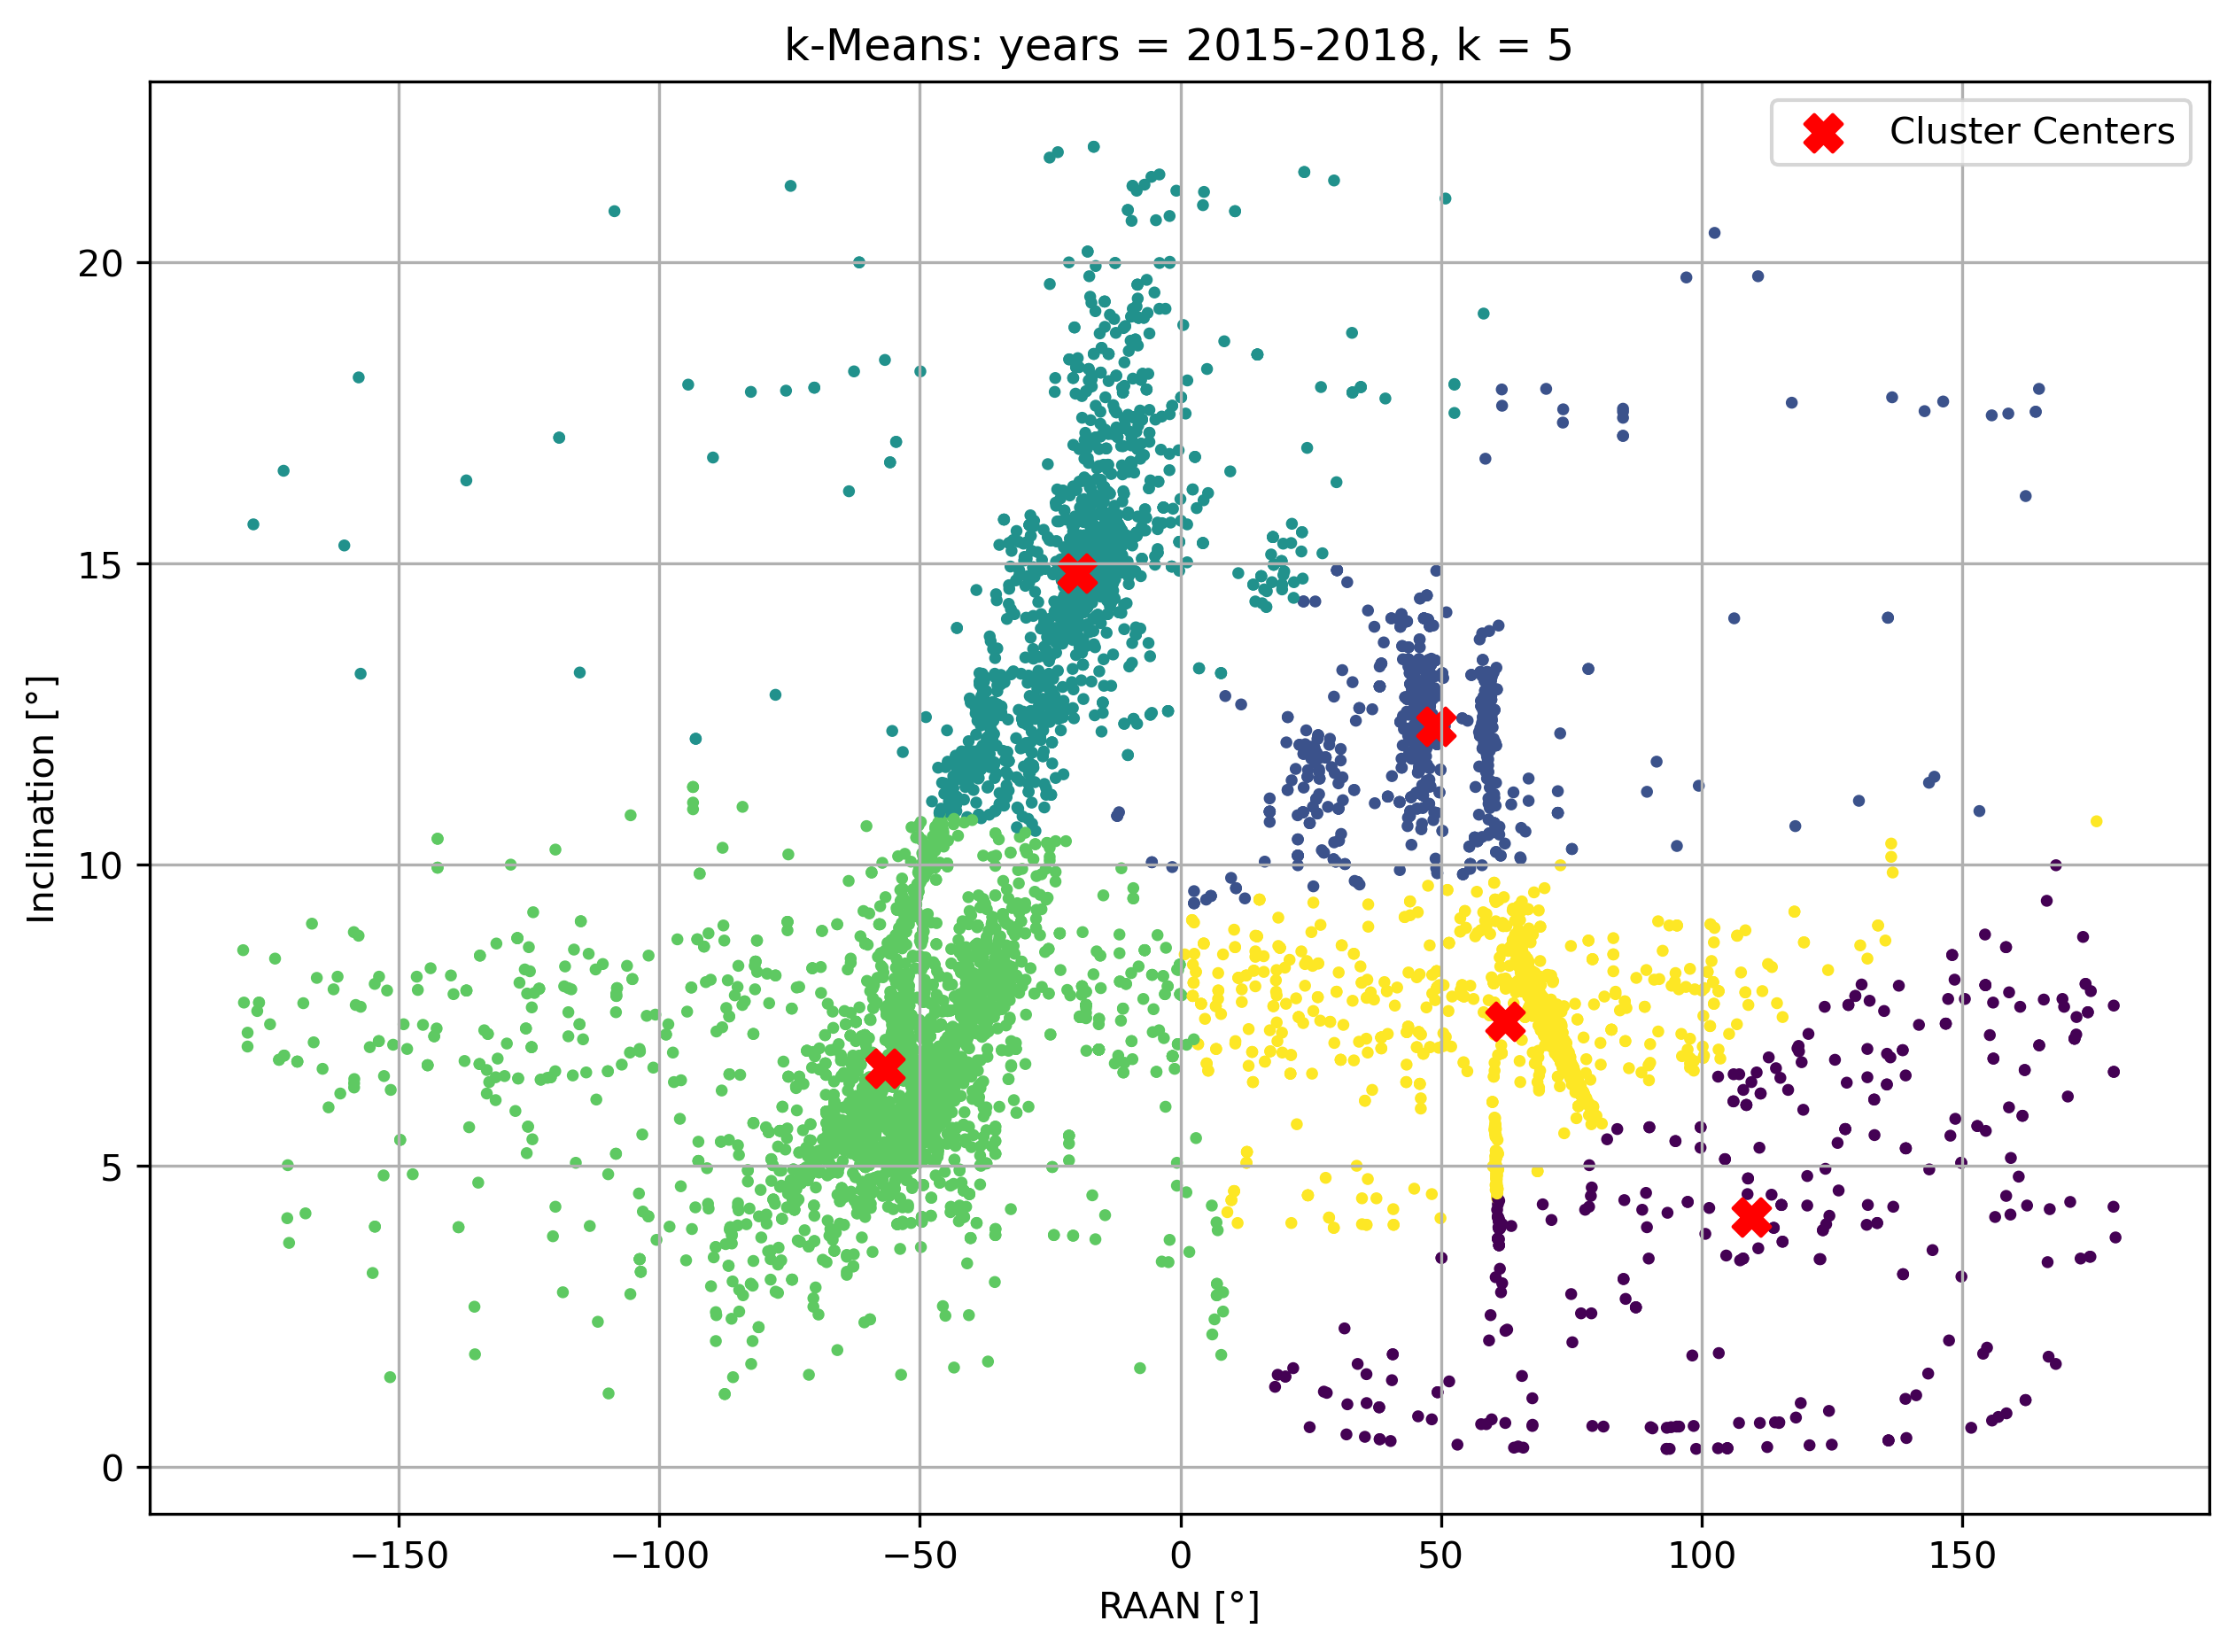 k-Means: years = 2015-2018, k = 5
Cluster Centers
20
15
10
5
0
Inclination [°]
−150 −100 −50 0 50 100 150
RAAN [°]